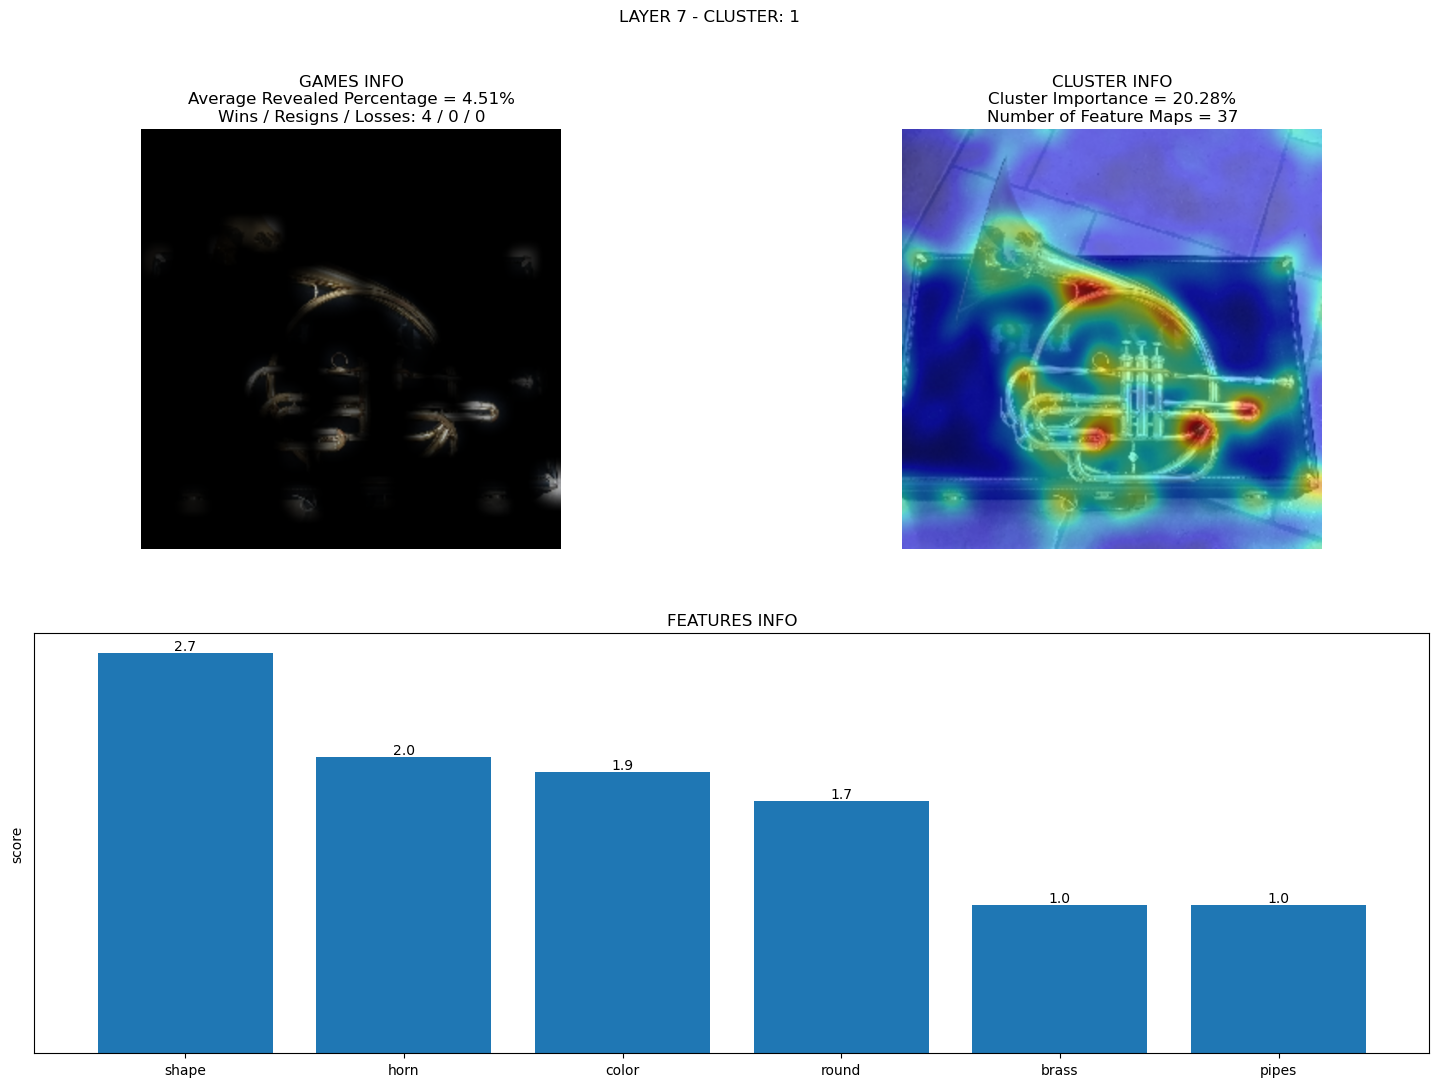 LAYER 7 - CLUSTER: 1
GAMES INFO
Average Revealed Percentage = 4.51%
Wins / Resigns / Losses: 4 / 0 / 0
CLUSTER INFO
Cluster Importance = 20.28%
Number of Feature Maps = 37
FEATURES INFO
score
2.7
2.0
1.9
1.7
1.0
1.0
shape
horn
color
round
brass
pipes